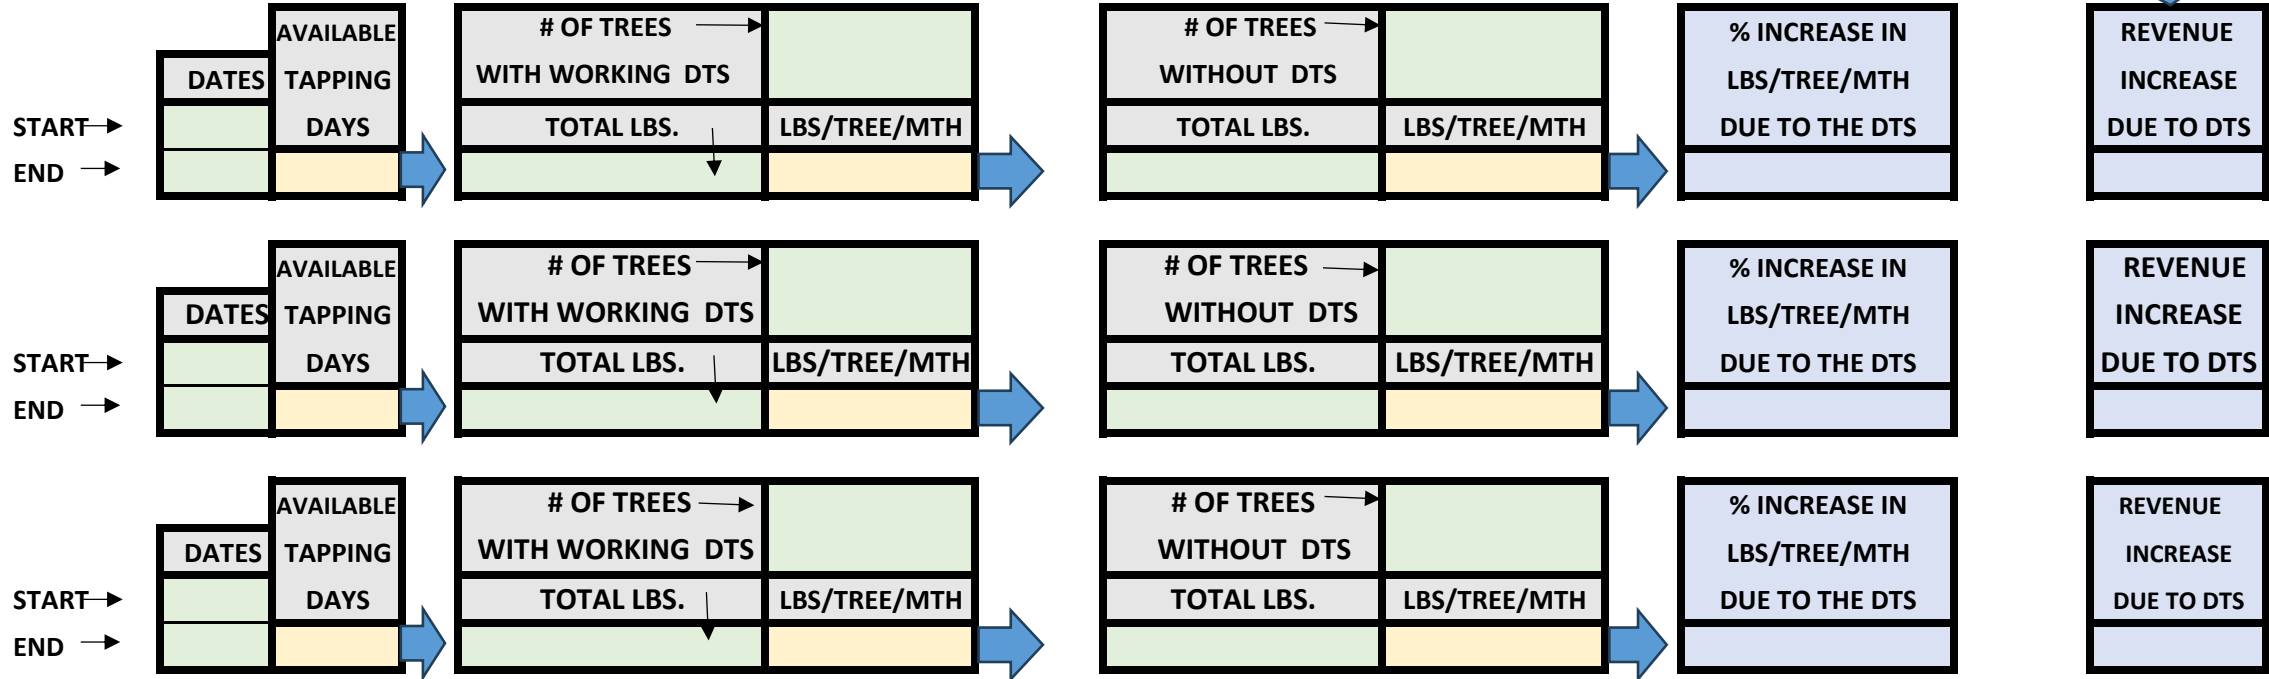 AVAILABLE
TAPPING
DAYS
DATES
START
END
# OF TREES
WITH WORKING DTS
TOTAL LBS.
LBS/TREE/MTH
# OF TREES
WITHOUT DTS
TOTAL LBS.
LBS/TREE/MTH
% INCREASE IN
LBS/TREE/MTH
DUE TO THE DTS
REVENUE
INCREASE
DUE TO DTS
AVAILABLE
TAPPING
DAYS
DATES
START
END
# OF TREES
WITH WORKING DTS
TOTAL LBS.
LBS/TREE/MTH
# OF TREES
WITHOUT DTS
TOTAL LBS.
LBS/TREE/MTH
% INCREASE IN
LBS/TREE/MTH
DUE TO THE DTS
REVENUE
INCREASE
DUE TO DTS
AVAILABLE
TAPPING
DAYS
DATES
START
END
# OF TREES
WITH WORKING DTS
TOTAL LBS.
LBS/TREE/MTH
# OF TREES
WITHOUT DTS
TOTAL LBS.
LBS/TREE/MTH
% INCREASE IN
LBS/TREE/MTH
DUE TO THE DTS
REVENUE
INCREASE
DUE TO DTS